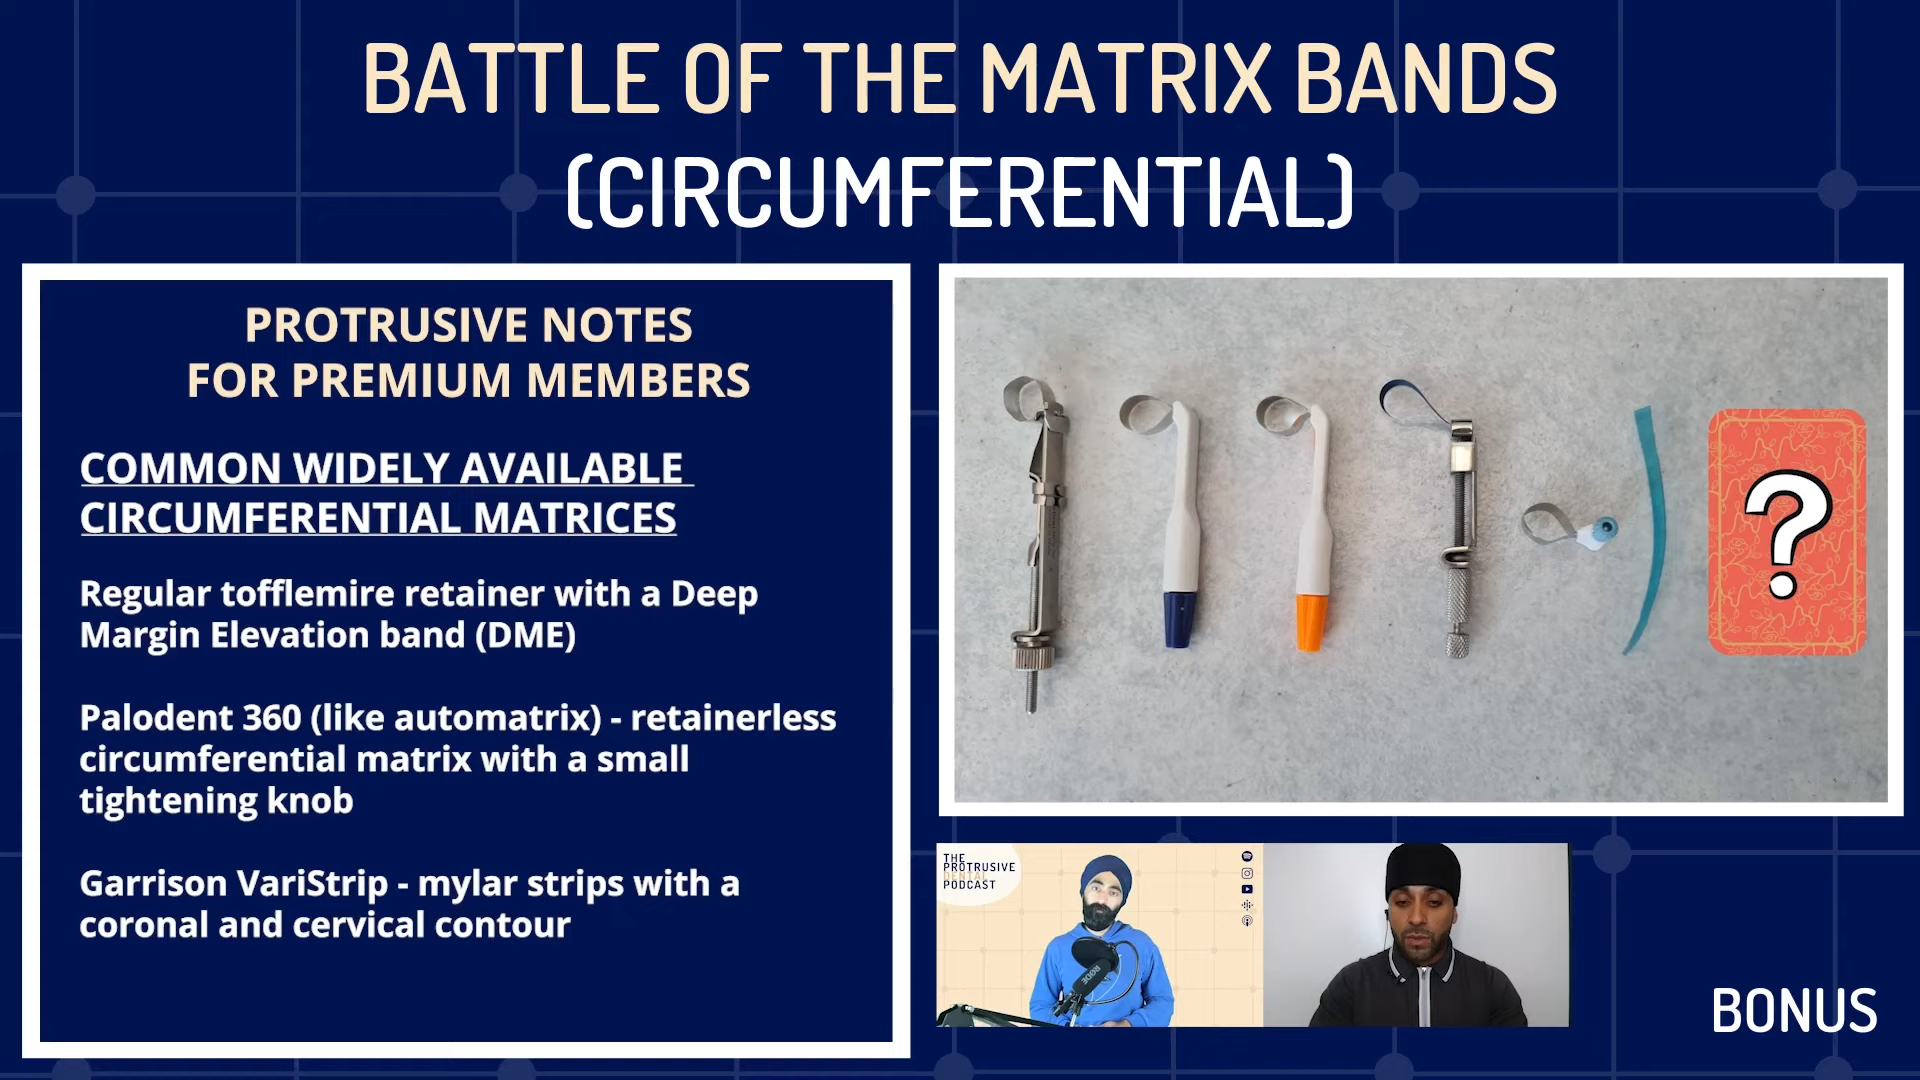 BATTLE OF THE MATRIX BANDS
(CIRCUMFERENTIAL)
PROTRUSIVE NOTES
FOR PREMIUM MEMBERS
COMMON WIDELY AVAILABLE
CIRCUMFERENTIAL MATRICES
Regular tofflemire retainer with a Deep
Margin Elevation band (DME)
Palodent 360 (like automatrix) - retainerless
circumferential matrix with a small
tightening knob
Garrison VariStrip - mylar strips with a
coronal and cervical contour
?
THE
PROTRUSIVE
DENTAL
PODCAST
RØDE
BONUS